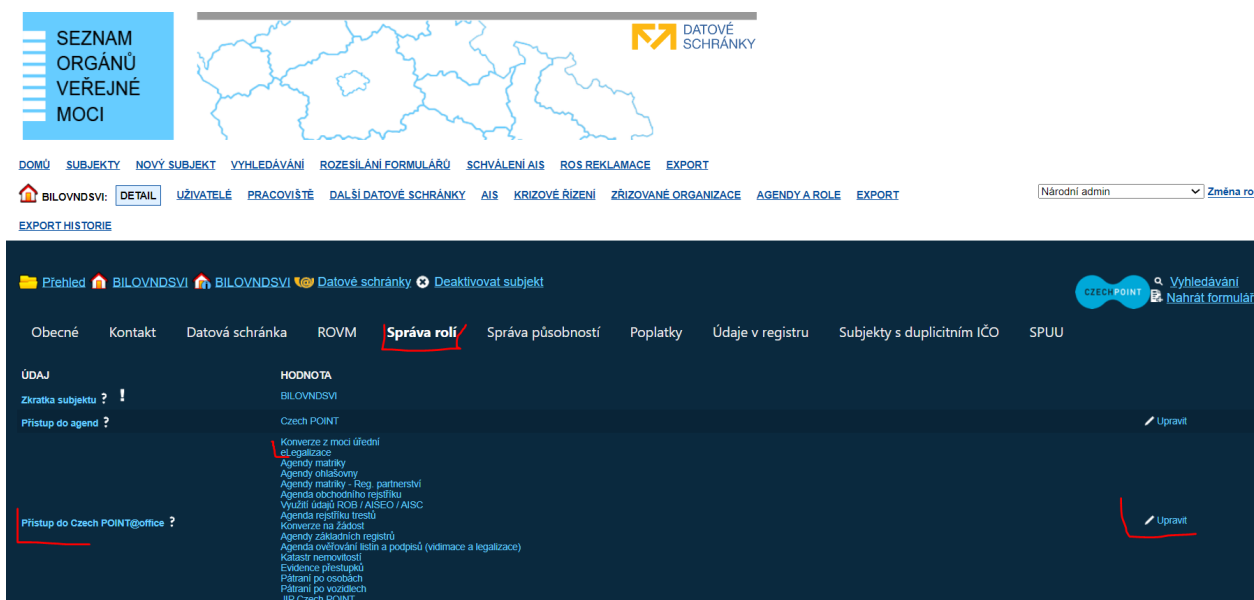 SEZNAM
ORGÁNŮ
VEŘEJNÉ
MOCI
DATOVÉ
SCHRÁNKY
DOMŮ SUBJEKTY NOVÝ SUBJEKT VYHLEDÁVÁNÍ ROZESÍLÁNÍ FORMULÁŘŮ SCHVÁLENÍ AIS ROS REKLAMACE EXPORT
BILOVNDSVI: DETAIL UŽIVATELÉ PRACOVIŠTĚ DALŠÍ DATOVÉ SCHRÁNKY AIS KRIZOVÉ ŘÍZENÍ ZŘIZOVANÉ ORGANIZACE AGENDY A ROLE EXPORT Národní admin Změna ro
EXPORT HISTORIE
Přehled BILOVNDSVI BILOVNDSVI Datové schránky Deaktivovat subjekt CZECHPOINT Vyhledávání
Nahrát formulář
Obecné Kontakt Datová schránka ROVM Správa rolí Správa působností Poplatky Údaje v registru Subjekty s duplicitním IČO SPUU
ÚDAJ HODNOTA
Zkratka subjektu ? ! BILOVNDSVI
Přístup do agend ? Czech POINT Upravit
Konverze z moci úřední
eLegalizace
Agendy matriky
Agendy ohlašovny
Agendy matriky - Reg. partnerství
Agenda obchodního rejstříku
Využití údajů ROB / AISEO / AISC
Agenda rejstříku trestů
Přístup do Czech POINT@office ? Konverze na žádost Upravit
Agendy základních registrů
Agenda ověřování listin a podpisů (vidimace a legalizace)
Katastr nemovitostí
Evidence přestupků
Pátraní po osobách
Pátraní po vozidlech
JIP Czech POINT